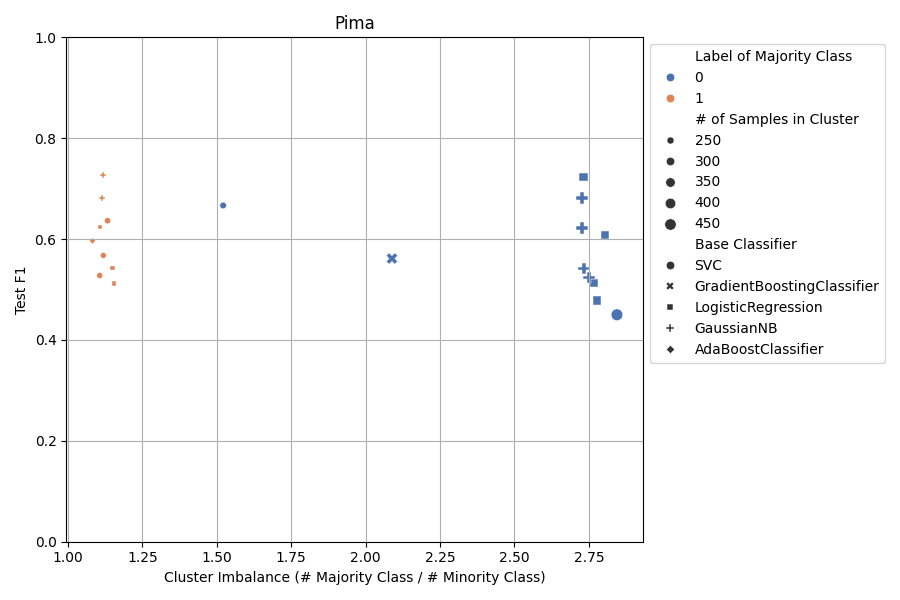 Pima
Test F1
1.0
0.8
0.6
0.4
0.2
0.0
1.00 1.25 1.50 1.75 2.00 2.25 2.50 2.75
Cluster Imbalance (# Majority Class / # Minority Class)
Label of Majority Class
0
1
# of Samples in Cluster
250
300
350
400
450
Base Classifier
SVC
GradientBoostingClassifier
LogisticRegression
GaussianNB
AdaBoostClassifier